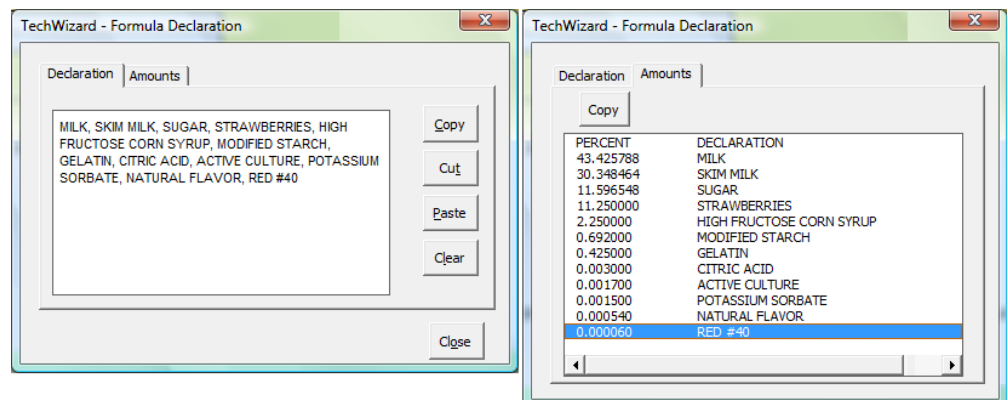 TechWizard - Formula Declaration
Declaration Amounts
MILK, SKIM MILK, SUGAR, STRAWBERRIES, HIGH
FRUCTOSE CORN SYRUP, MODIFIED STARCH,
GELATIN, CITRIC ACID, ACTIVE CULTURE, POTASSIUM
SORBATE, NATURAL FLAVOR, RED #40
Copy
Cut
Paste
Clear
Close
TechWizard - Formula Declaration
Declaration Amounts
Copy
PERCENT DECLARATION
43.425788 MILK
30.348464 SKIM MILK
11.596548 SUGAR
11.250000 STRAWBERRIES
2.250000 HIGH FRUCTOSE CORN SYRUP
0.692000 MODIFIED STARCH
0.425000 GELATIN
0.003000 CITRIC ACID
0.001700 ACTIVE CULTURE
0.001500 POTASSIUM SORBATE
0.000540 NATURAL FLAVOR
0.000060 RED #40